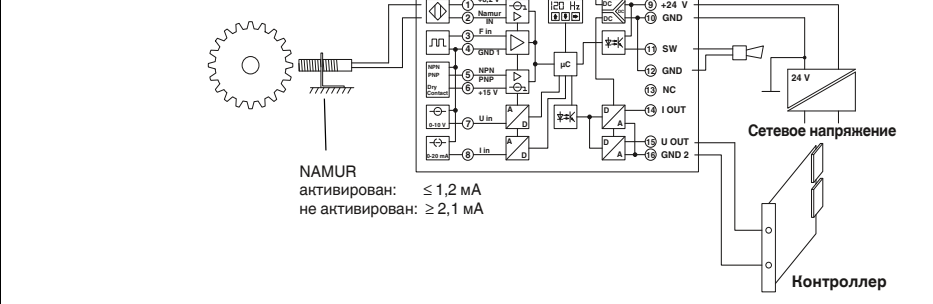 +8,2 V
1
2
Namur
IN
3
F in
4
GND 1
NPN
PNP
Dry
Contact
5
NPN
PNP
6
+15 V
0-10 V
7
U in
0-20 mA
8
I in
A
D
A
D
120 Hz
µC
DC
DC
DC
D
A
D
A
9
+24 V
10
GND
11
SW
12
GND
13
NC
14
I OUT
15
U OUT
16
GND 2
24 V
Сетевое напряжение
Контроллер
NAMUR
активирован: ≤ 1,2 мА
не активирован: ≥ 2,1 мА